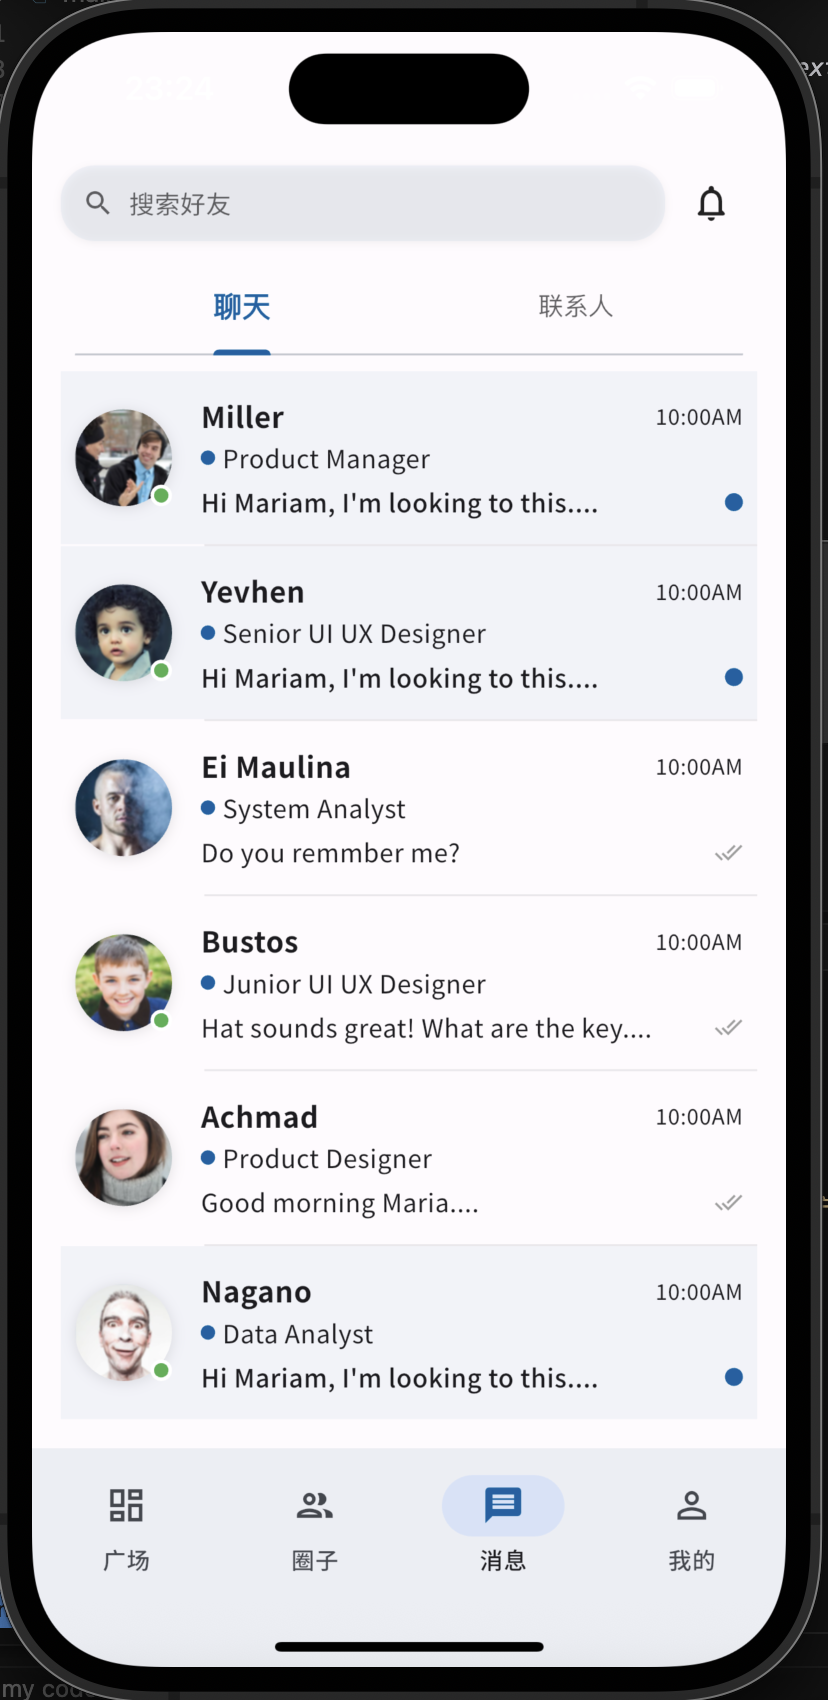 23:24
搜索好友
聊天
联系人
Miller
10:00AM
Product Manager
Hi Mariam, I'm looking to this....
Yevhen
10:00AM
Senior UI UX Designer
Hi Mariam, I'm looking to this....
Ei Maulina
10:00AM
System Analyst
Do you remmber me?
Bustos
10:00AM
Junior UI UX Designer
Hat sounds great! What are the key....
Achmad
10:00AM
Product Designer
Good morning Maria....
Nagano
10:00AM
Data Analyst
Hi Mariam, I'm looking to this....
广场
圈子
消息
我的
my